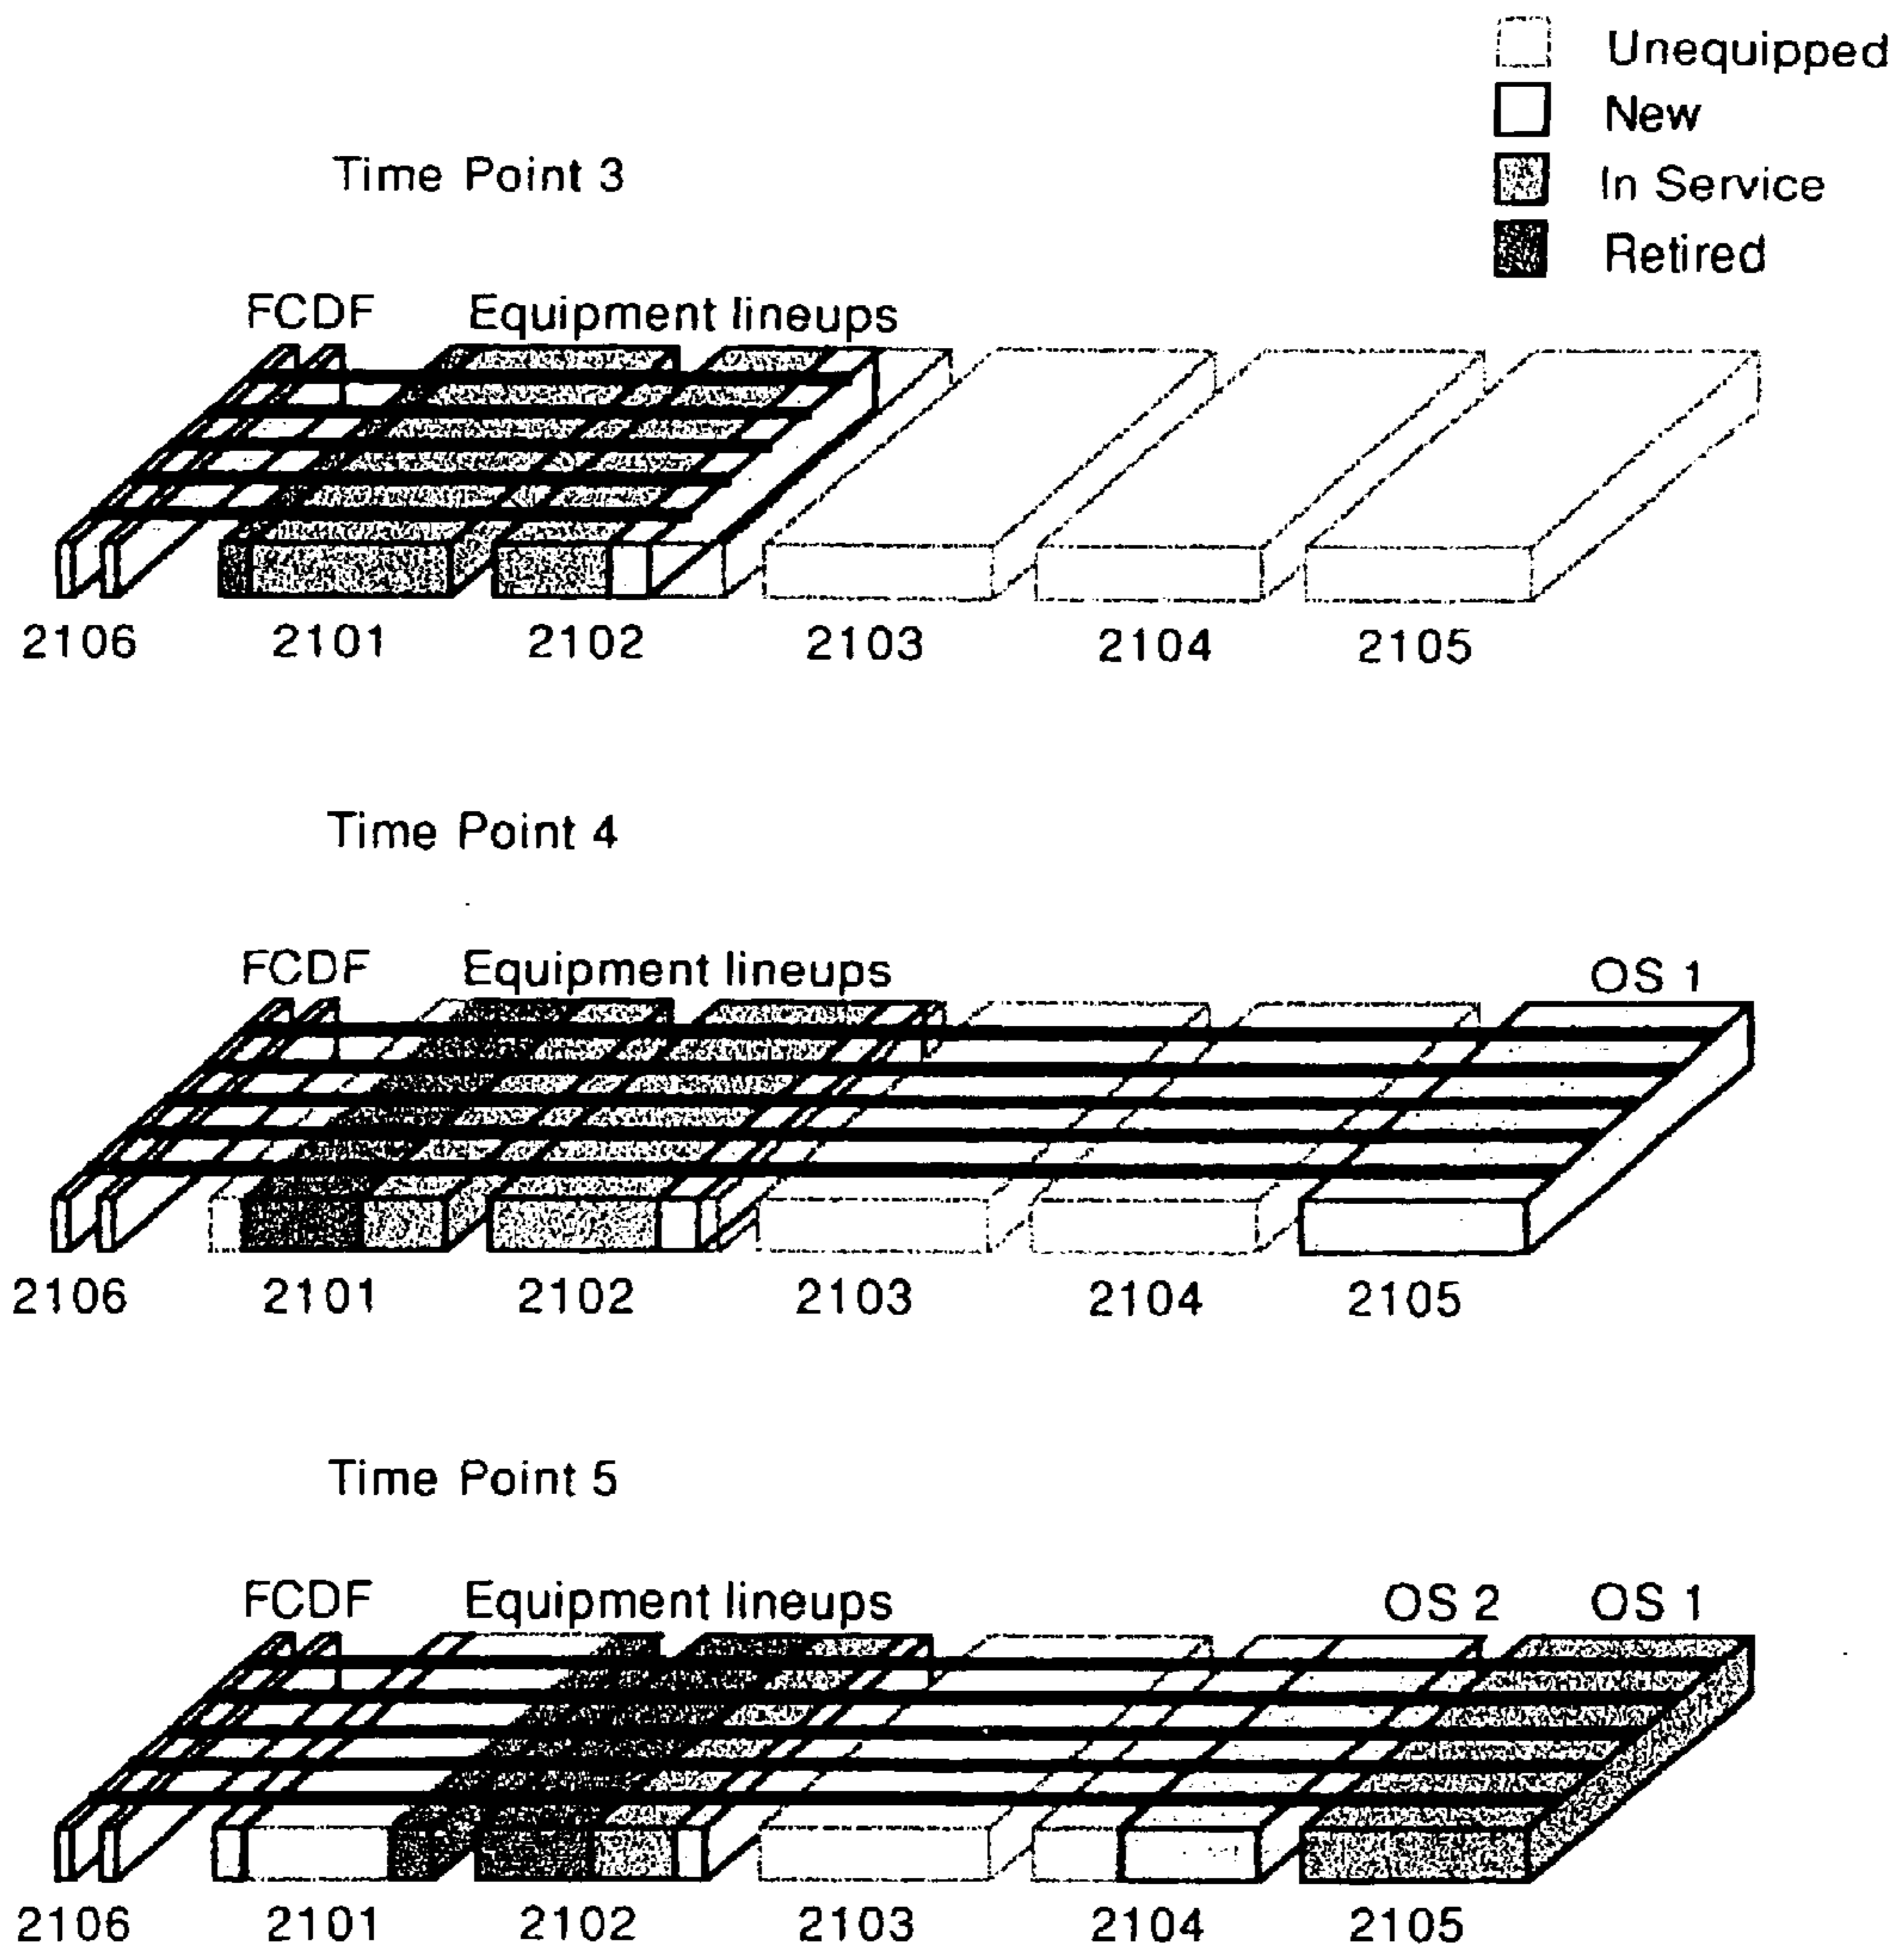 Unequipped
New
In Service
Retired
Time Point 3
FCDF Equipment lineups
2106 2101 2102 2103 2104 2105
Time Point 4
FCDF Equipment lineups OS 1
2106 2101 2102 2103 2104 2105
Time Point 5
FCDF Equipment lineups OS 2 OS 1
2106 2101 2102 2103 2104 2105